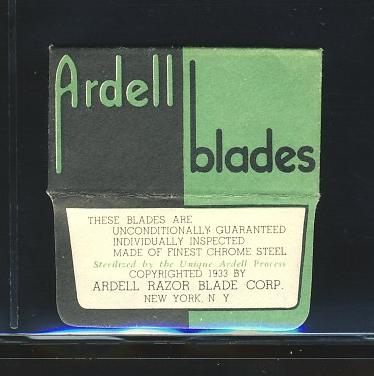 Ardell
blades
THESE BLADES ARE
UNCONDITIONALLY GUARANTEED
INDIVIDUALLY INSPECTED
MADE OF FINEST CHROME STEEL
Sterilized by the Unique Ardell Process
COPYRIGHTED 1933 BY
ARDELL RAZOR BLADE CORP.
NEW YORK, N. Y